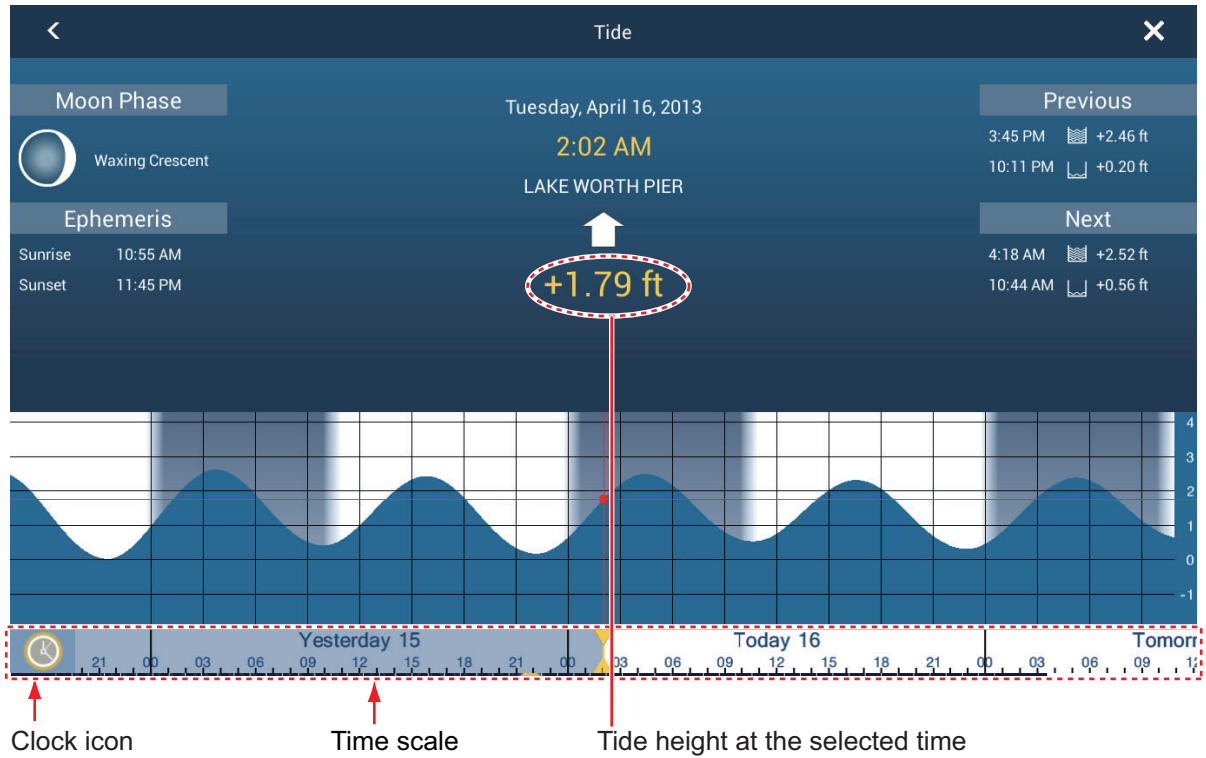 Tide
Moon Phase
Waxing Crescent
Ephemeris
Sunrise 10:55 AM
Sunset 11:45 PM
Tuesday, April 16, 2013
2:02 AM
LAKE WORTH PIER
+1.79 ft
Previous
3:45 PM +2.46 ft
10:11 PM +0.20 ft
Next
4:18 AM +2.52 ft
10:44 AM +0.56 ft
4
3
2
1
0
-1
Yesterday 15 Today 16 Tomorr
21 00 03 06 09 12 15 18 21 00 03 06 09 12 15 18 21 00 03 06 09 12
Clock icon Time scale Tide height at the selected time